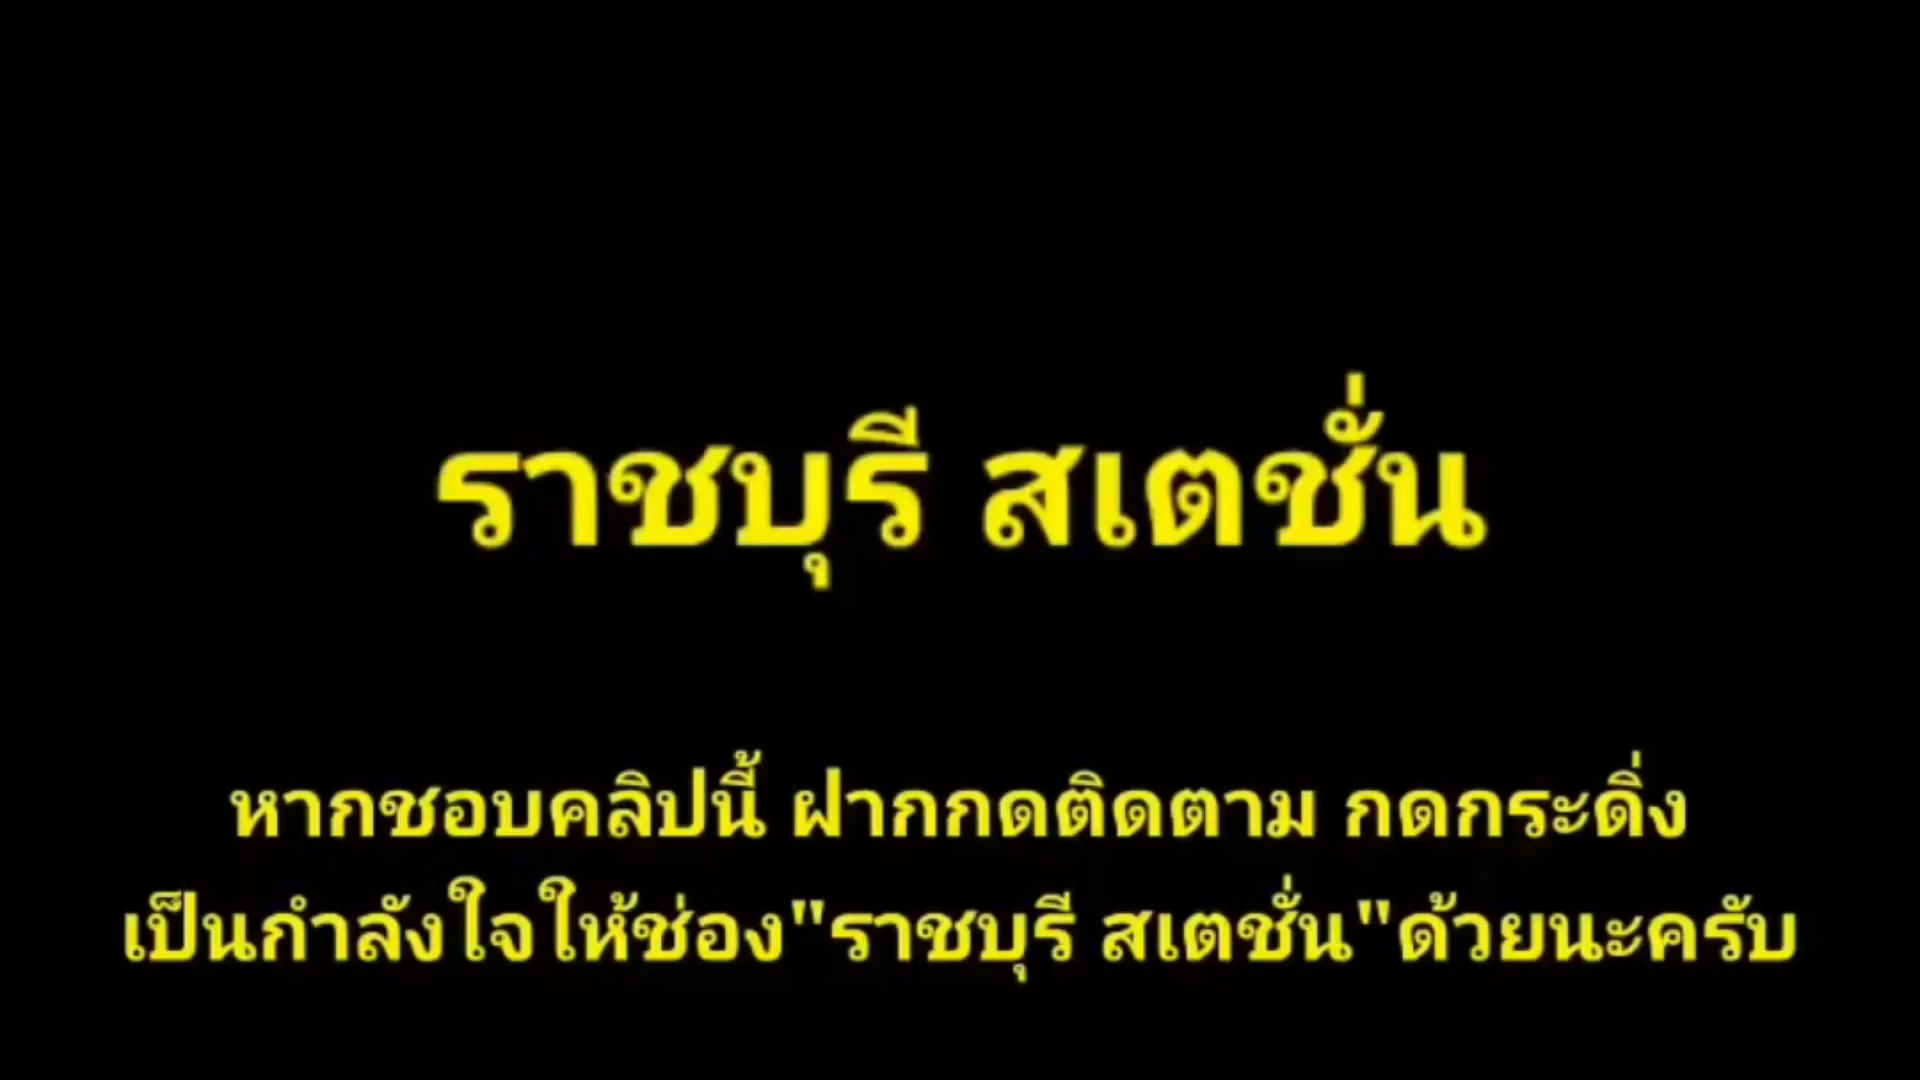 ราชบุรี สเตชั่น
หากชอบคลิปนี้ ฝากกดติดตาม กดกระดิ่ง
เป็นกำลังใจให้ช่อง"ราชบุรี สเตชั่น"ด้วยนะครับ